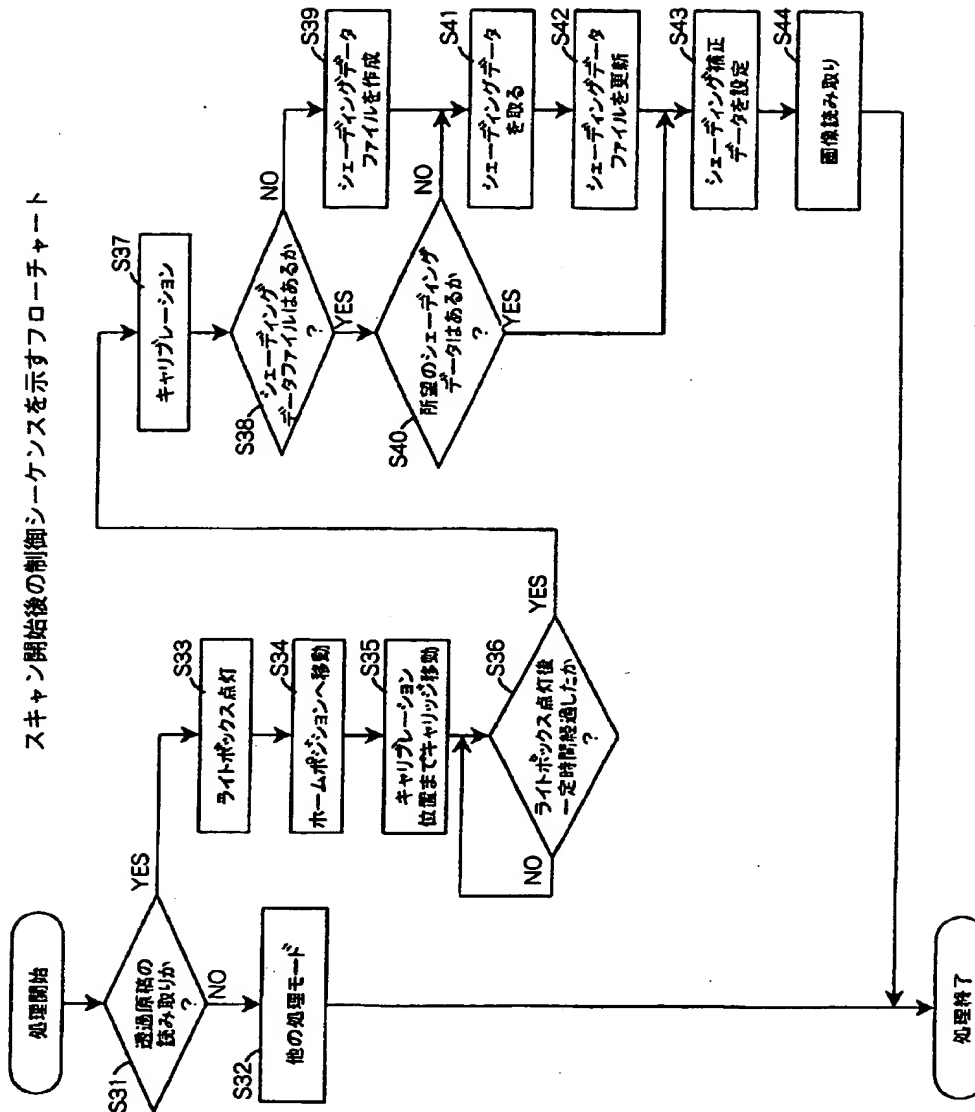 スキャン開始後の制御シーケンスを示すフローチャート
処理開始
S31
透過原稿の
読み取りか
?
YES
NO
S32
他の処理モード
S33
ライトボックス点灯
S34
ホームポジションへ移動
S35
キャリブレーション
位置までキャリッジ移動
S36
ライトボックス点灯後
一定時間経過したか
?
NO
YES
S37
キャリブレーション
S38
シェーディング
データファイルはあるか
?
NO
YES
S39
シェーディングデータ
ファイルを作成
S40
所望のシェーディング
データはあるか
?
NO
YES
S41
シェーディングデータ
を取る
S42
シェーディングデータ
ファイルを更新
S43
シェーディング補正
データを設定
S44
画像読み取り
処理終了